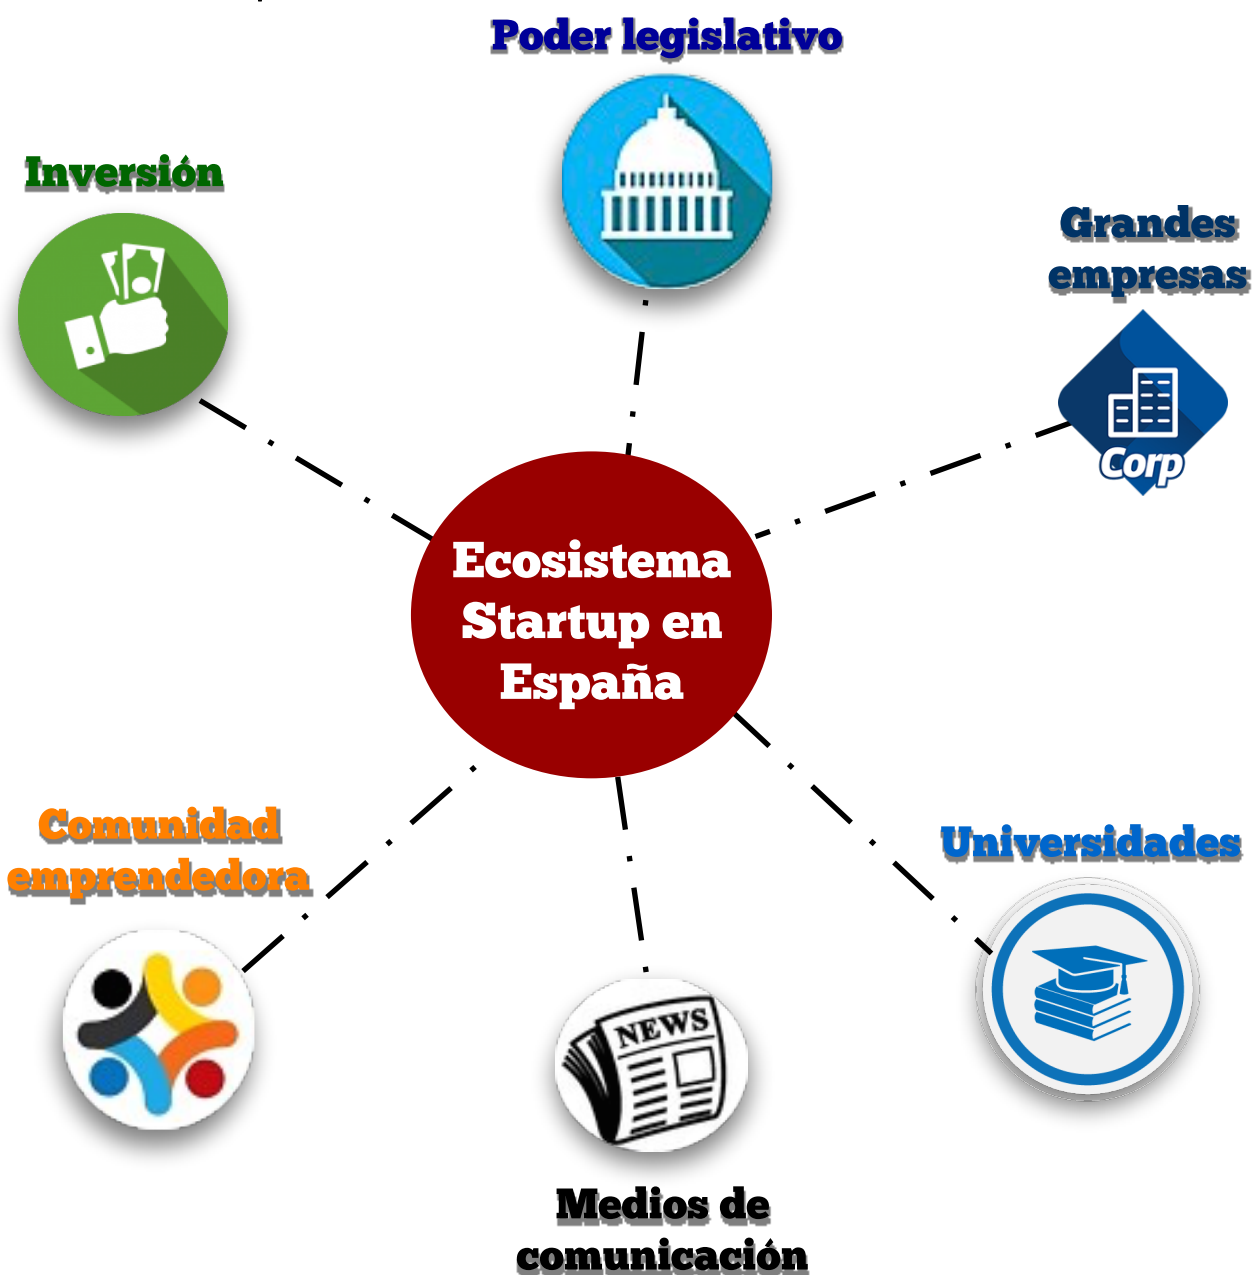 Poder legislativo
Inversión
Grandes
empresas
Corp
Ecosistema
Startup en
España
Comunidad
emprendedora
Universidades
NEWS
Medios de
comunicación